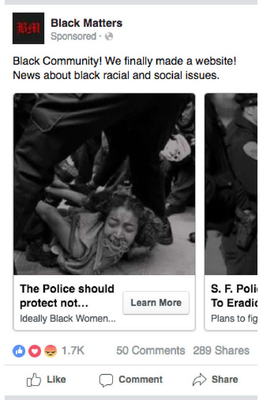 BM
Black Matters
Sponsored ·
Black Community! We finally made a website!
News about black racial and social issues.
The Police should
protect not...
Learn More
Ideally Black Women...
S. F. Poli
To Eradi
Plans to fig
1.7K
50 Comments 289 Shares
Like
Comment
Share